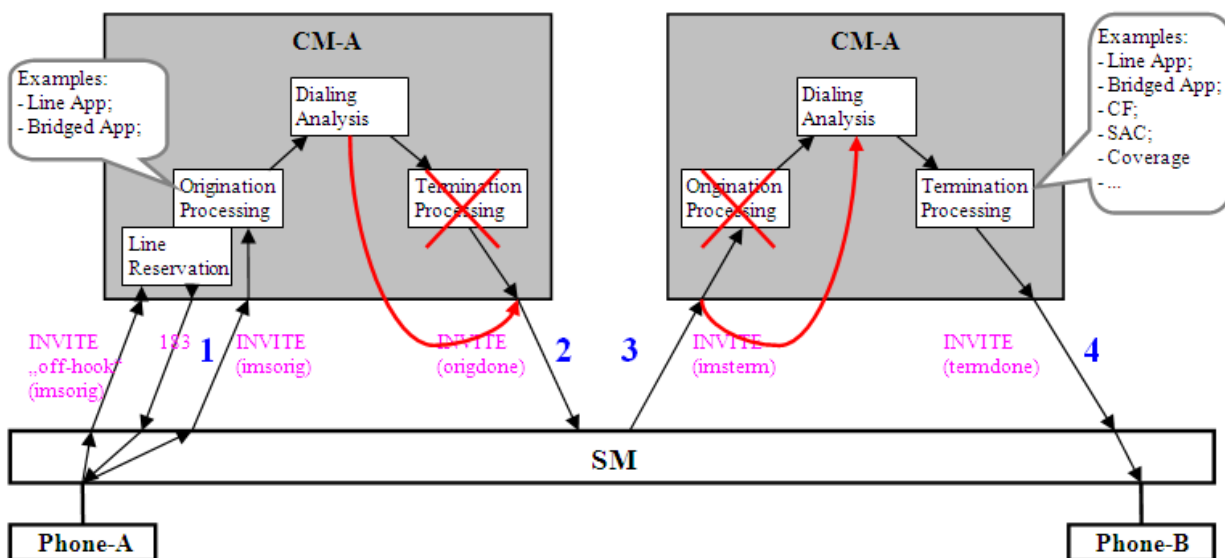 CM-A
Examples:
- Line App;
- Bridged App;
Dialing
Analysis
Origination
Processing
Termination
Processing
Line
Reservation
INVITE
„off-hook“
(imsorig)
183
1
INVITE
(imsorig)
INVITE
(origdone)
2
CM-A
Examples:
- Line App;
- Bridged App;
- CF;
- SAC;
- Coverage
- ...
Dialing
Analysis
Origination
Processing
Termination
Processing
3
INVITE
(imsterm)
INVITE
(termdone)
4
SM
Phone-A
Phone-B